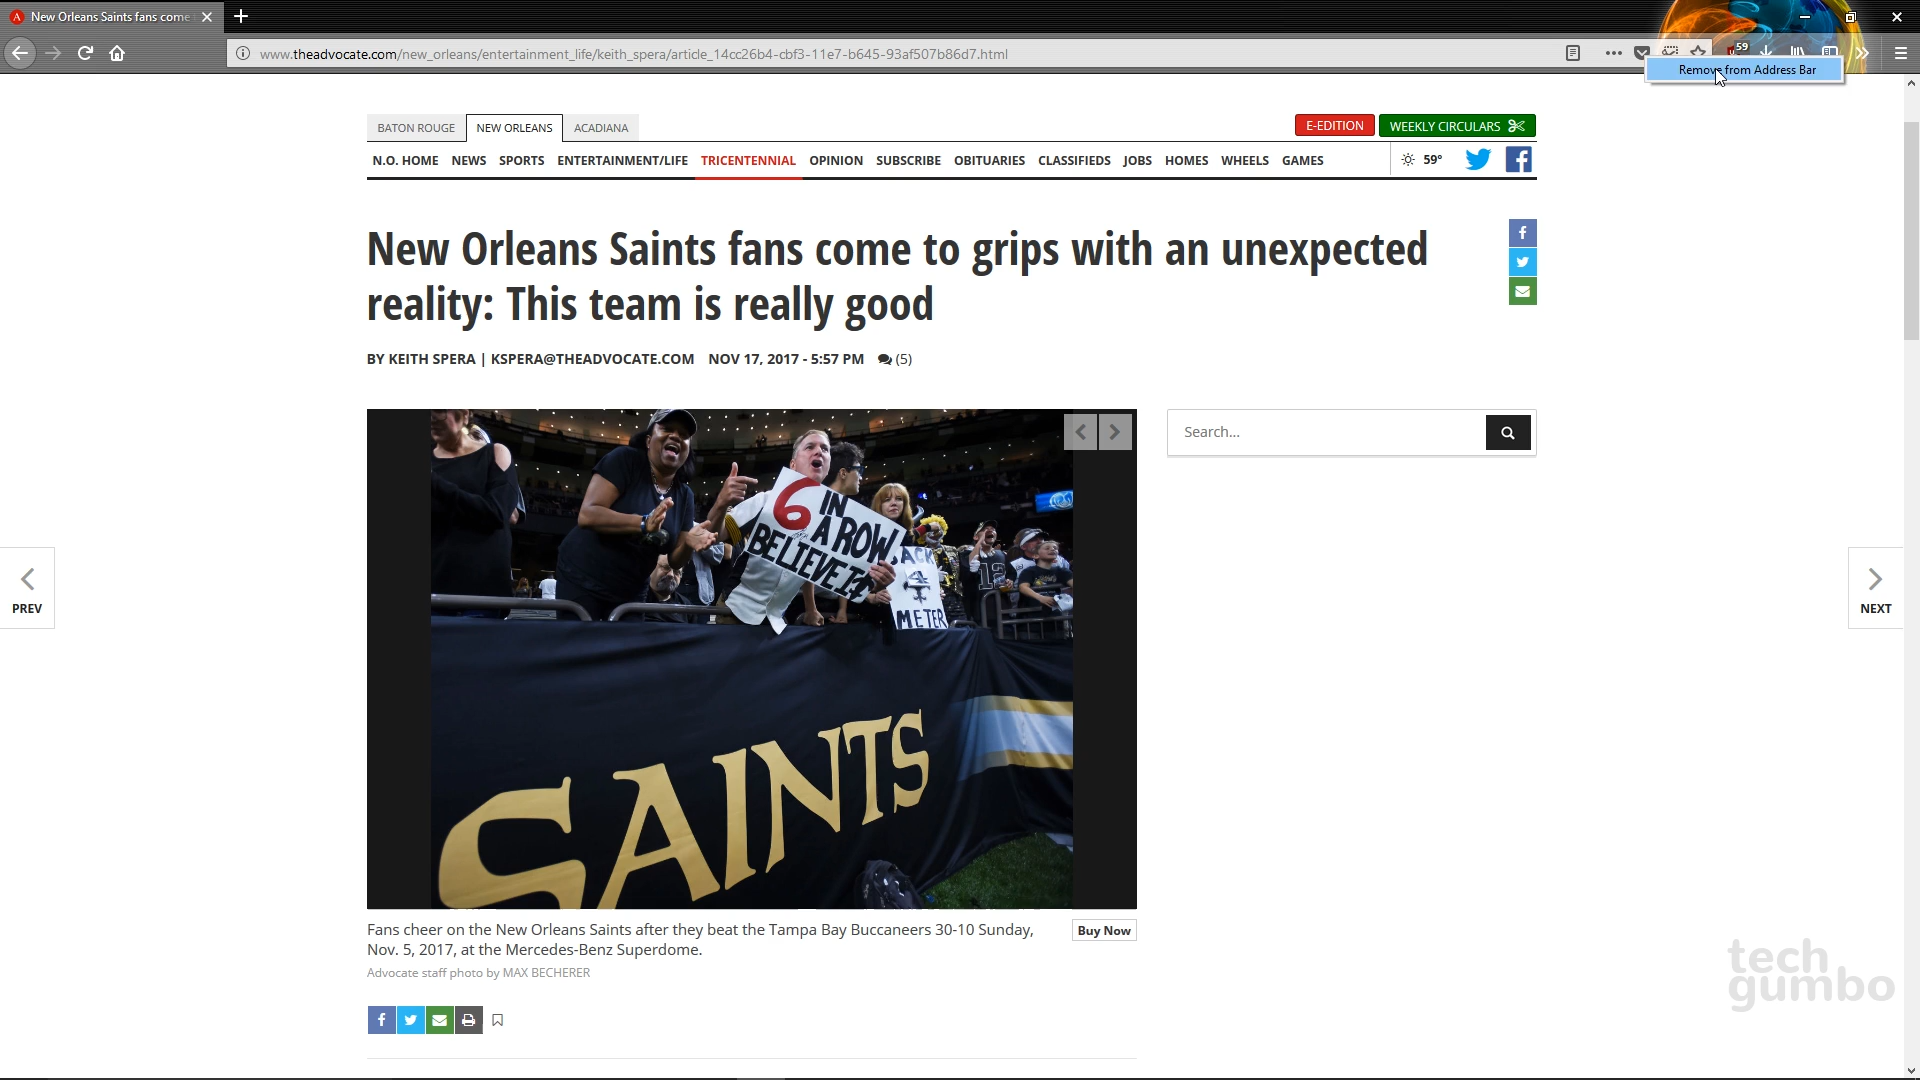 New Orleans Saints fans come
www.theadvocate.com/new_orleans/entertainment_life/keith_spera/article_14cc26b4-cbf3-11e7-b645-93af507b86d7.html
59
Remove from Address Bar
BATON ROUGE NEW ORLEANS ACADIANA
E-EDITION WEEKLY CIRCULARS
N.O. HOME NEWS SPORTS ENTERTAINMENT/LIFE TRICENTENNIAL OPINION SUBSCRIBE OBITUARIES CLASSIFIEDS JOBS HOMES WHEELS GAMES 59°
New Orleans Saints fans come to grips with an unexpected
reality: This team is really good
BY KEITH SPERA | KSPERA@THEADVOCATE.COM NOV 17, 2017 - 5:57 PM (5)
Search...
6 IN
A ROW
BELIEVE IT
METER
12
SAINTS
PREV
NEXT
Fans cheer on the New Orleans Saints after they beat the Tampa Bay Buccaneers 30-10 Sunday,
Nov. 5, 2017, at the Mercedes-Benz Superdome.
Buy Now
Advocate staff photo by MAX BECHERER
tech
gumbo